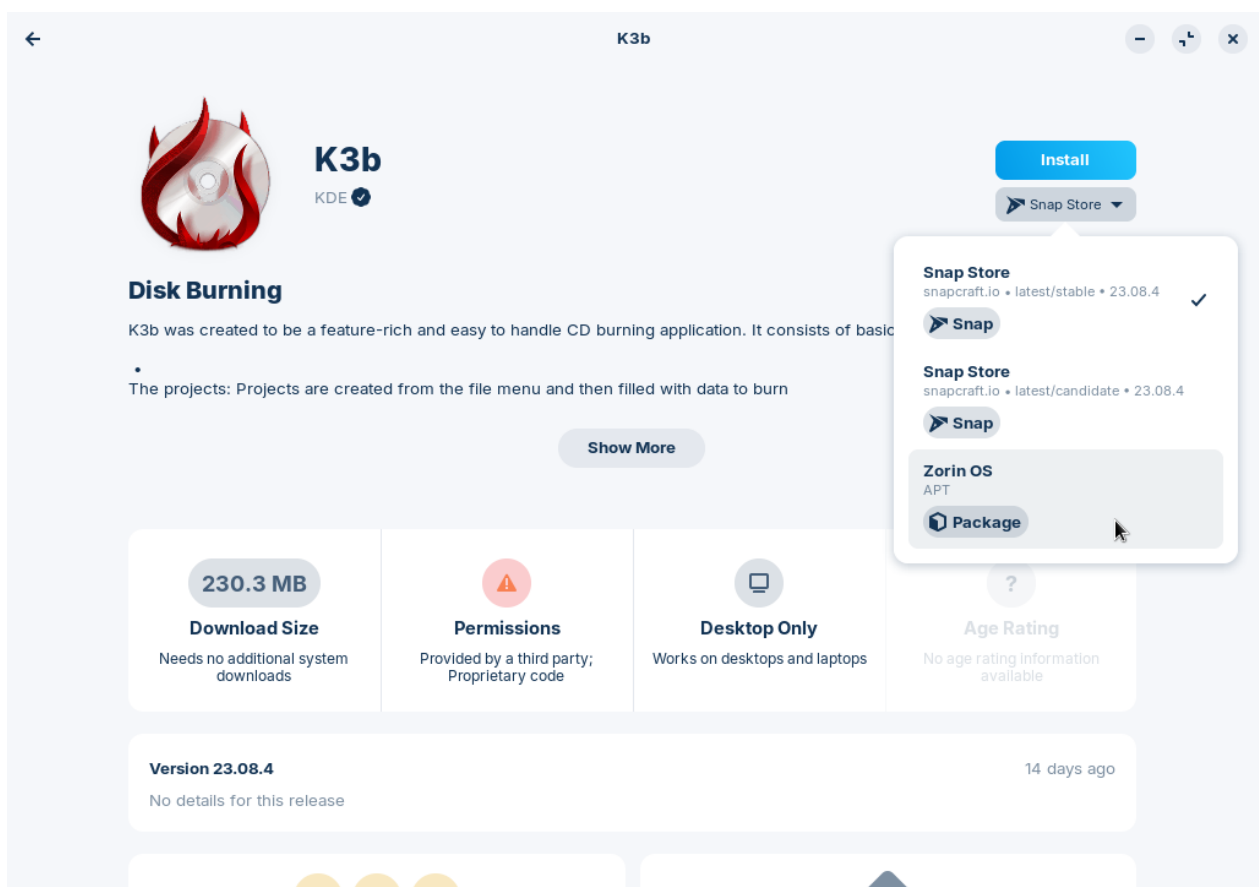 K3b
K3b
KDE
Install
Snap Store
Snap Store
snapcraft.io • latest/stable • 23.08.4
Snap
Snap Store
snapcraft.io • latest/candidate • 23.08.4
Snap
Zorin OS
APT
Package
Disk Burning
K3b was created to be a feature-rich and easy to handle CD burning application. It consists of basic
•
The projects: Projects are created from the file menu and then filled with data to burn
Show More
230.3 MB
Download Size
Needs no additional system
downloads
Permissions
Provided by a third party;
Proprietary code
Desktop Only
Works on desktops and laptops
?
Age Rating
No age rating information
available
Version 23.08.4
14 days ago
No details for this release